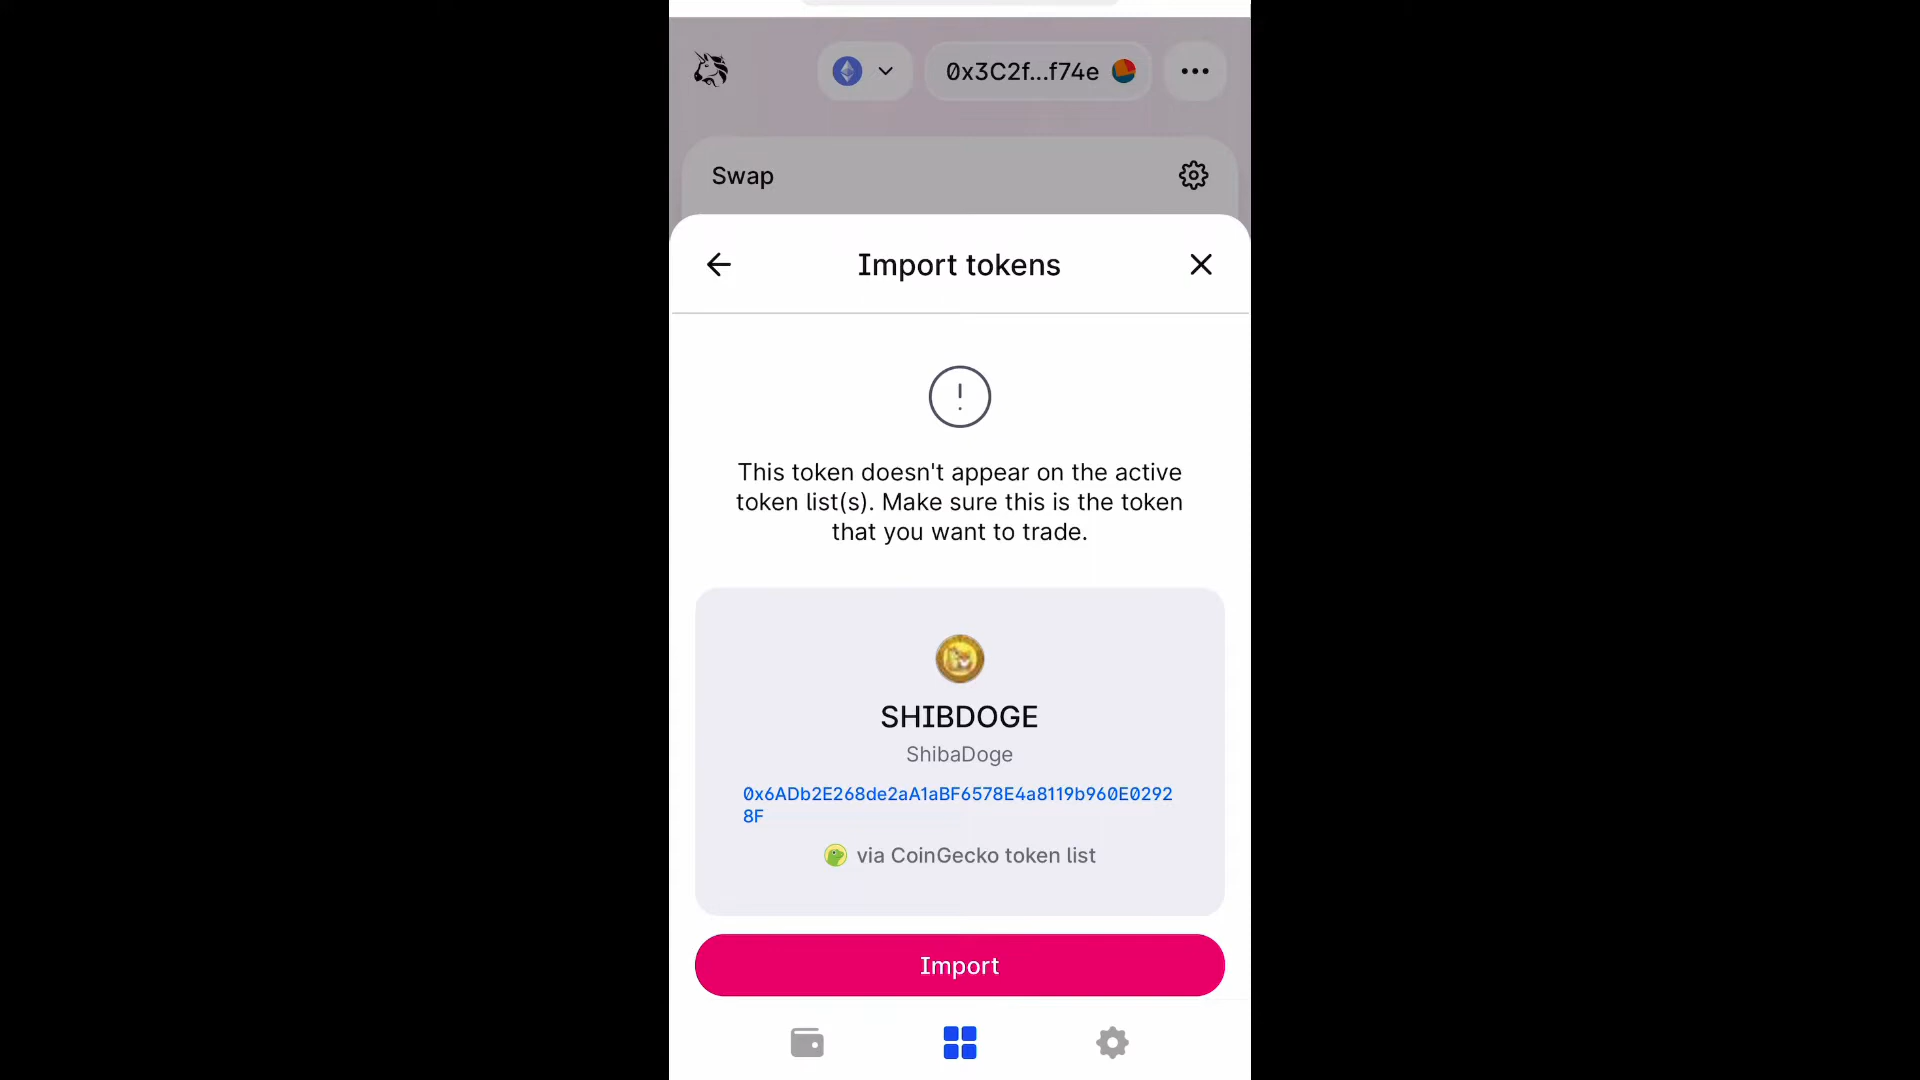 0x3C2f...f74e
Swap
Import tokens
This token doesn't appear on the active
token list(s). Make sure this is the token
that you want to trade.
SHIBDOGE
ShibaDoge
0x6ADb2E268de2aA1aBF6578E4a8119b960E0292
8F
via CoinGecko token list
Import